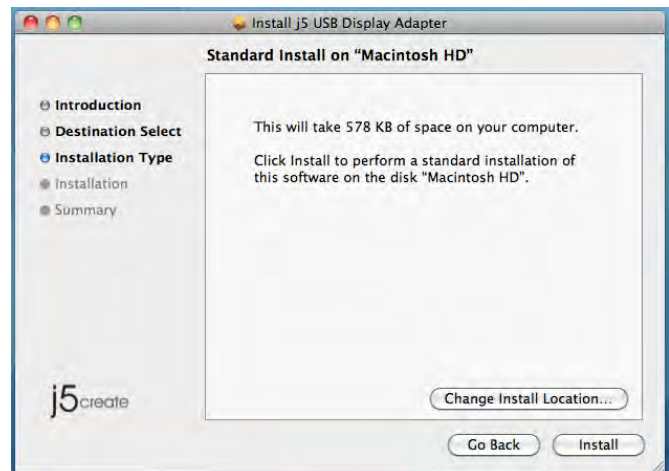 Install j5 USB Display Adapter
Standard Install on “Macintosh HD”
Introduction
Destination Select
Installation Type
Installation
Summary
This will take 578 KB of space on your computer.
Click Install to perform a standard installation of
this software on the disk “Macintosh HD”.
j5create
Change Install Location...
Go Back
Install